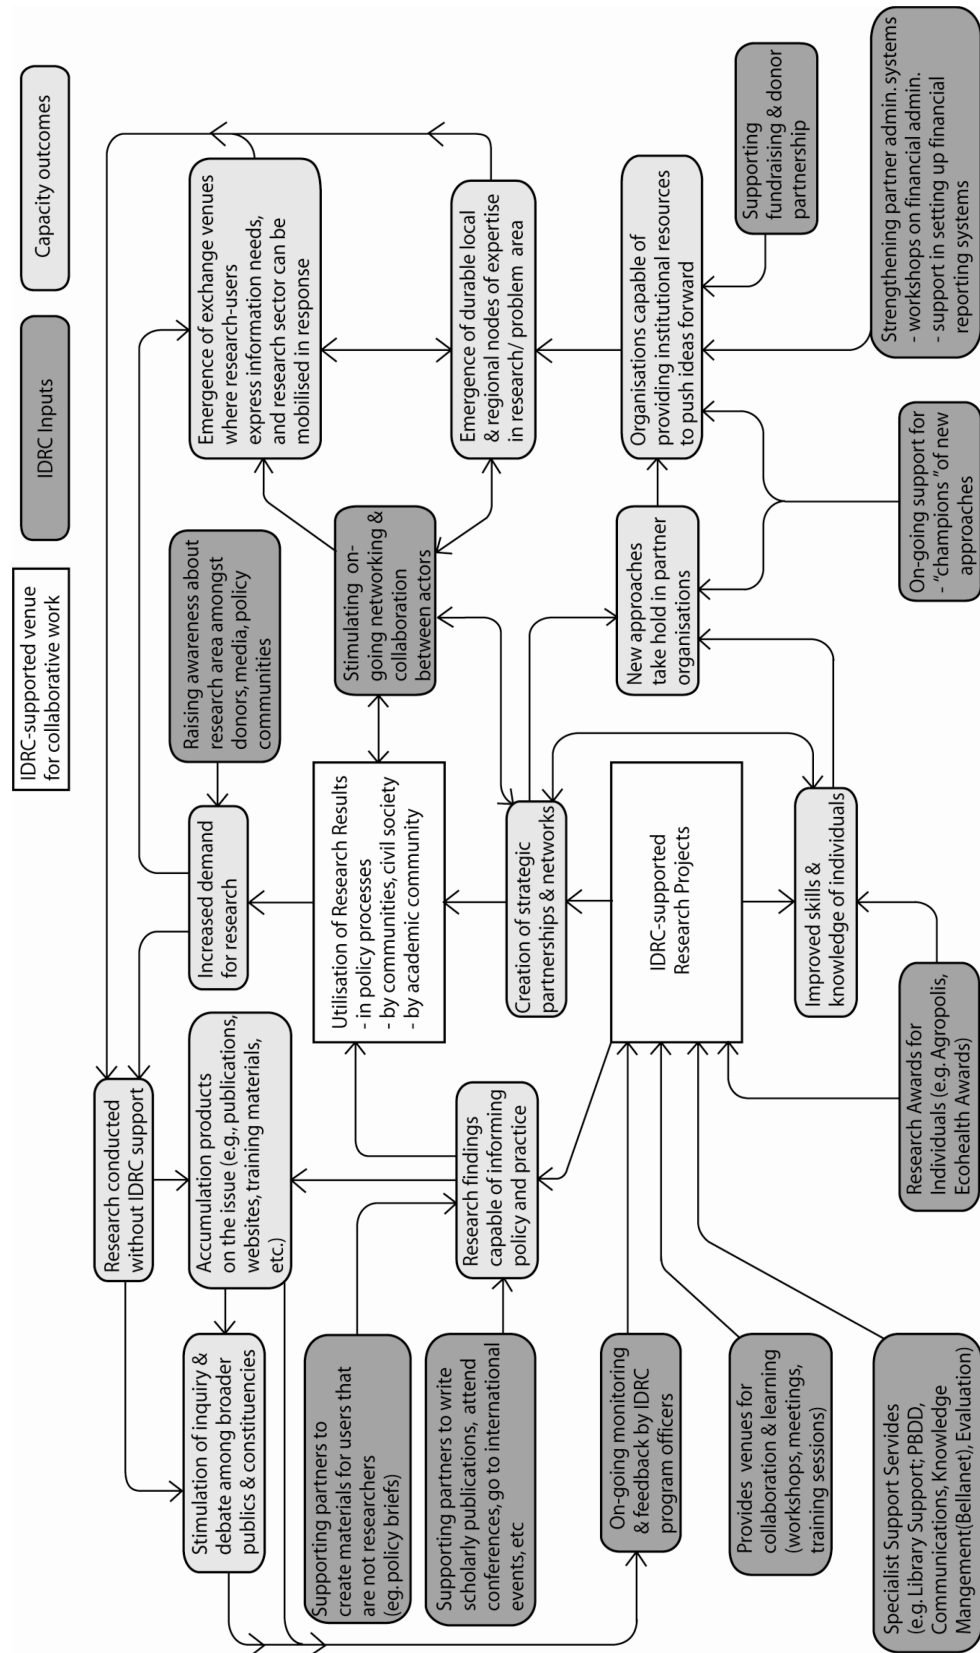 IDRC-supported venue
for collaborative work
IDRC Inputs
Capacity outcomes
Research conducted
without IDRC support
Stimulation of inquiry &
debate among broader
publics & constituencies
Accumulation products
on the issue (e.g., publications,
websites, training materials,
etc.)
Increased demand
for research
Raising awareness about
research area amongst
donors, media, policy
communities
Emergence of exchange venues
where research-users
express information needs,
and research sector can be
mobilised in response
Supporting partners to
create materials for users that
are not researchers
(eg. policy briefs)
Utilisation of Research Results
- in policy processes
- by communities, civil society
- by academic community
Stimulating on-
going networking &
collaboration
between actors
Supporting partners to write
scholarly publications, attend
conferences, go to international
events, etc
Research findings
capable of informing
policy and practice
Creation of strategic
partnerships & networks
Emergence of durable local
& regional nodes of expertise
in research/ problem area
On-going monitoring
& feedback by IDRC
program officers
IDRC-supported
Research Projects
New approaches
take hold in partner
organisations
Organisations capable of
providing institutional resources
to push ideas forward
Provides venues for
collaboration & learning
(workshops, meetings,
training sessions)
Improved skills &
knowledge of individuals
Supporting
fundraising & donor
partnership
Specialist Support Servides
(e.g. Library Support; PBDD,
Communications, Knowledge
Mangement(Bellanet), Evaluation)
Research Awards for
Individuals (e.g. Agropolis,
Ecohealth Awards)
On-going support for
- "champions "of new
approaches
Strengthening partner admin. systems
- workshops on financial admin.
- support in setting up financial
reporting systems